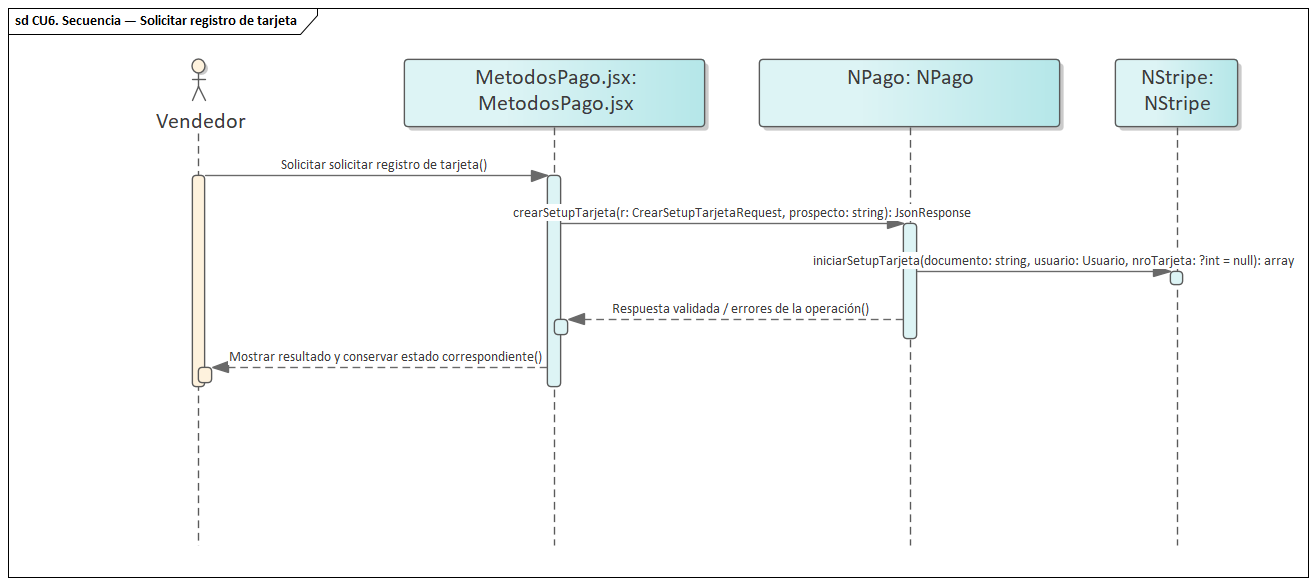 sd CU6. Secuencia — Solicitar registro de tarjeta
Vendedor
MetodosPago.jsx:
MetodosPago.jsx
NPago: NPago
NStripe:
NStripe
Solicitar solicitar registro de tarjeta()
crearSetupTarjeta(r: CrearSetupTarjetaRequest, prospecto: string): JsonResponse
iniciarSetupTarjeta(documento: string, usuario: Usuario, nroTarjeta: ?int = null): array
Respuesta validada / errores de la operación()
Mostrar resultado y conservar estado correspondiente()